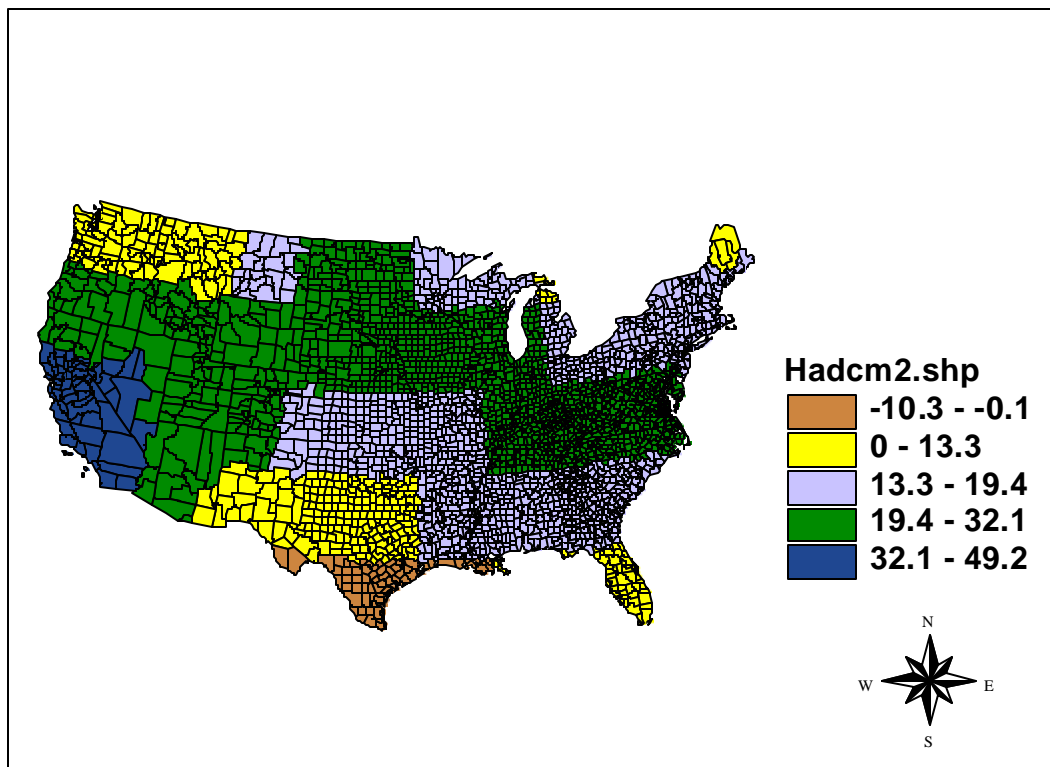 Hadcm2.shp
-10.3 - -0.1
0 - 13.3
13.3 - 19.4
19.4 - 32.1
32.1 - 49.2
N
W E
S